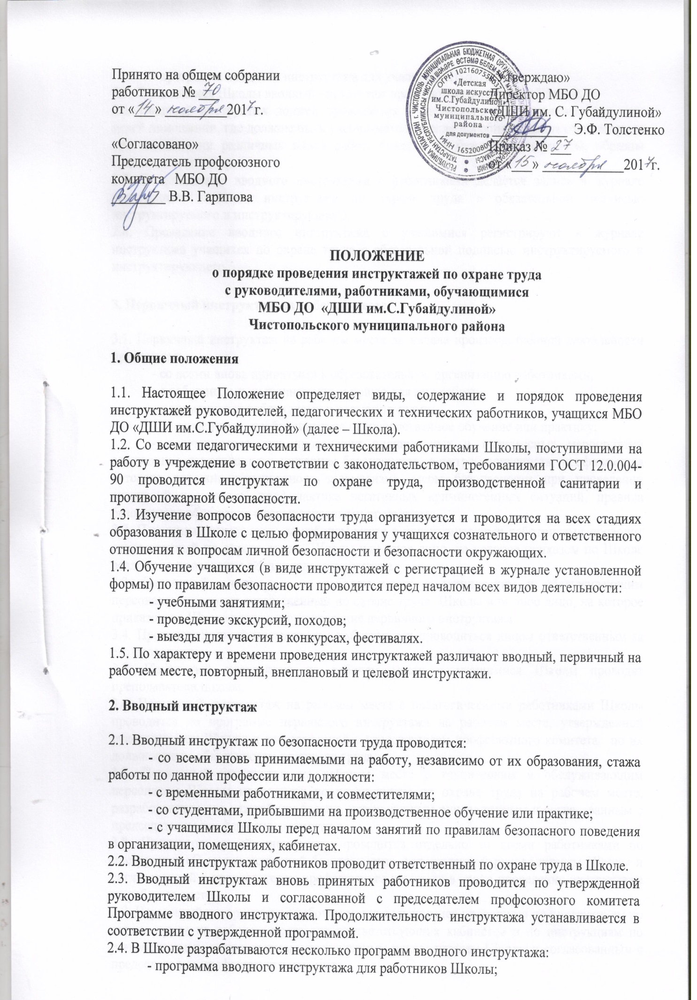 Принято на общем собрании
работников № 70
от «14» ноября 2017 г.
«Согласовано»
Председатель профсоюзного
комитета МБО ДО
В.В. Гарипова
«Детская
школа искусств
им.С.Губайдулиной»
Чистопольского
муниципального
района
для документов
тверждаю»
Директор МБО ДО
«ДШИ им. С. Губайдулиной»
Э.Ф. Толстенко
Приказ № 27
от «15» ноября 2017 г.
ПОЛОЖЕНИЕ
о порядке проведения инструктажей по охране труда
с руководителями, работниками, обучающимися
МБО ДО «ДШИ им.С.Губайдулиной»
Чистопольского муниципального района
1. Общие положения
1.1. Настоящее Положение определяет виды, содержание и порядок проведения
инструктажей руководителей, педагогических и технических работников, учащихся МБО
ДО «ДШИ им.С.Губайдулиной» (далее – Школа).
1.2. Со всеми педагогическими и техническими работниками Школы, поступившими на
работу в учреждение в соответствии с законодательством, требованиями ГОСТ 12.0.004-
90 проводится инструктаж по охране труда, производственной санитарии и
противопожарной безопасности.
1.3. Изучение вопросов безопасности труда организуется и проводится на всех стадиях
образования в Школе с целью формирования у учащихся сознательного и ответственного
отношения к вопросам личной безопасности и безопасности окружающих.
1.4. Обучение учащихся (в виде инструктажей с регистрацией в журнале установленной
формы) по правилам безопасности проводится перед началом всех видов деятельности:
- учебными занятиями;
- проведение экскурсий, походов;
- выезды для участия в конкурсах, фестивалях.
1.5. По характеру и времени проведения инструктажей различают вводный, первичный на
рабочем месте, повторный, внеплановый и целевой инструктажи.
2. Вводный инструктаж
2.1. Вводный инструктаж по безопасности труда проводится:
- со всеми вновь принимаемыми на работу, независимо от их образования, стажа
работы по данной профессии или должности:
- с временными работниками, и совместителями;
- со студентами, прибывшими на производственное обучение или практике;
- с учащимися Школы перед началом занятий по правилам безопасного поведения
в организации, помещениях, кабинетах.
2.2. Вводный инструктаж работников проводит ответственный по охране труда в Школе.
2.3. Вводный инструктаж вновь принятых работников проводится по утвержденной
руководителем Школы и согласованной с председателем профсоюзного комитета
Программе вводного инструктажа. Продолжительность инструктажа устанавливается в
соответствии с утвержденной программой.
2.4. В Школе разрабатываются несколько программ вводного инструктажа:
- программа вводного инструктажа для работников Школы;